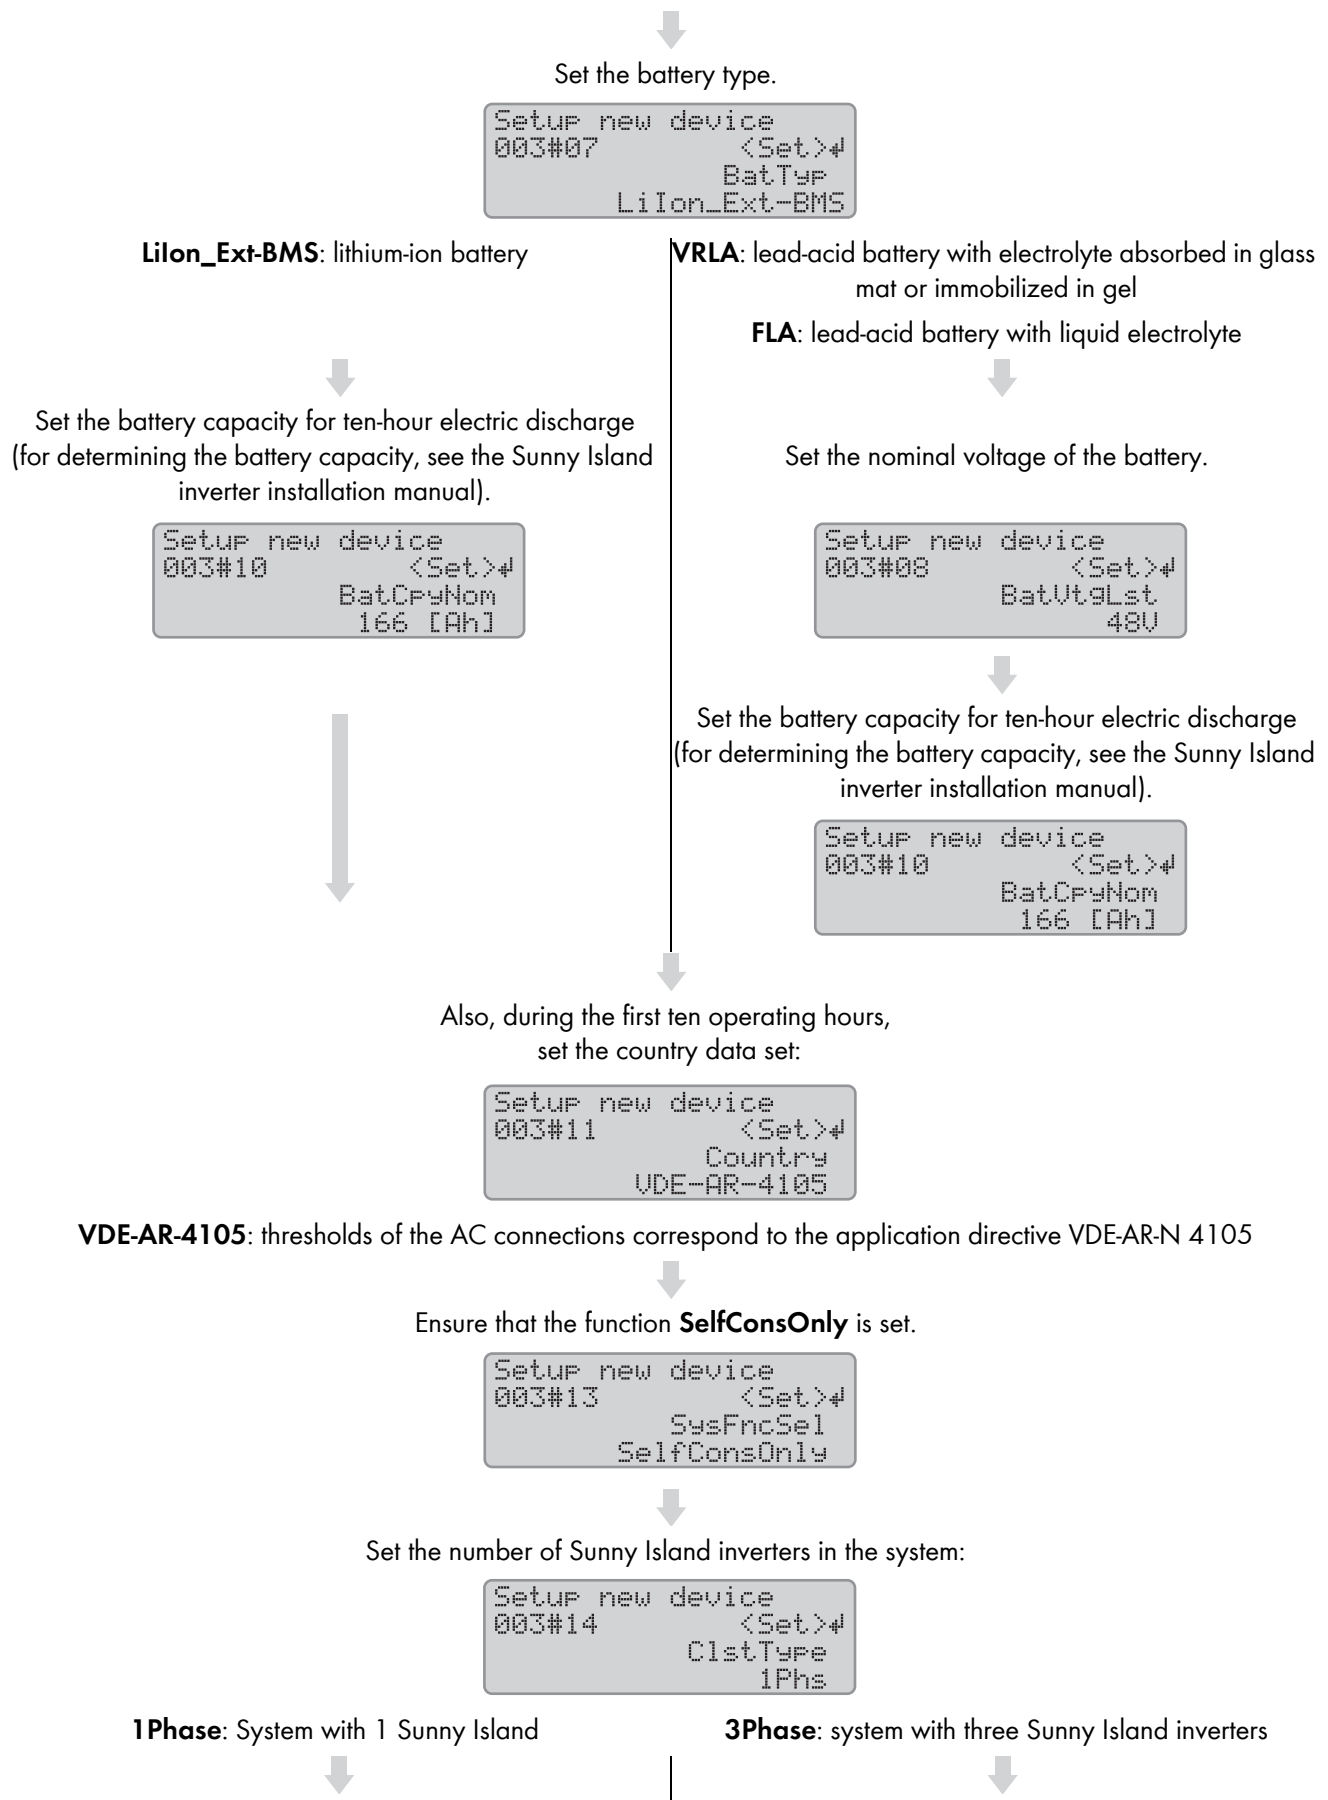 Set the battery type.
Setup new device
003#07 <Set>↲
BatTyp
LiIon_Ext-BMS
LiIon_Ext-BMS: lithium-ion battery
Set the battery capacity for ten-hour electric discharge
(for determining the battery capacity, see the Sunny Island
inverter installation manual).
Setup new device
003#10 <Set>↲
BatCpyNom
166 [Ah]
VRLA: lead-acid battery with electrolyte absorbed in glass
mat or immobilized in gel
FLA: lead-acid battery with liquid electrolyte
Set the nominal voltage of the battery.
Setup new device
003#08 <Set>↲
BatVtgLst
48V
Set the battery capacity for ten-hour electric discharge
(for determining the battery capacity, see the Sunny Island
inverter installation manual).
Setup new device
003#10 <Set>↲
BatCpyNom
166 [Ah]
Also, during the first ten operating hours,
set the country data set:
Setup new device
003#11 <Set>↲
Country
VDE-AR-4105
VDE-AR-4105: thresholds of the AC connections correspond to the application directive VDE-AR-N 4105
Ensure that the function SelfConsOnly is set.
Setup new device
003#13 <Set>↲
SysFncSel
SelfConsOnly
Set the number of Sunny Island inverters in the system:
Setup new device
003#14 <Set>↲
ClstType
1Phs
1Phase: System with 1 Sunny Island
3Phase: system with three Sunny Island inverters